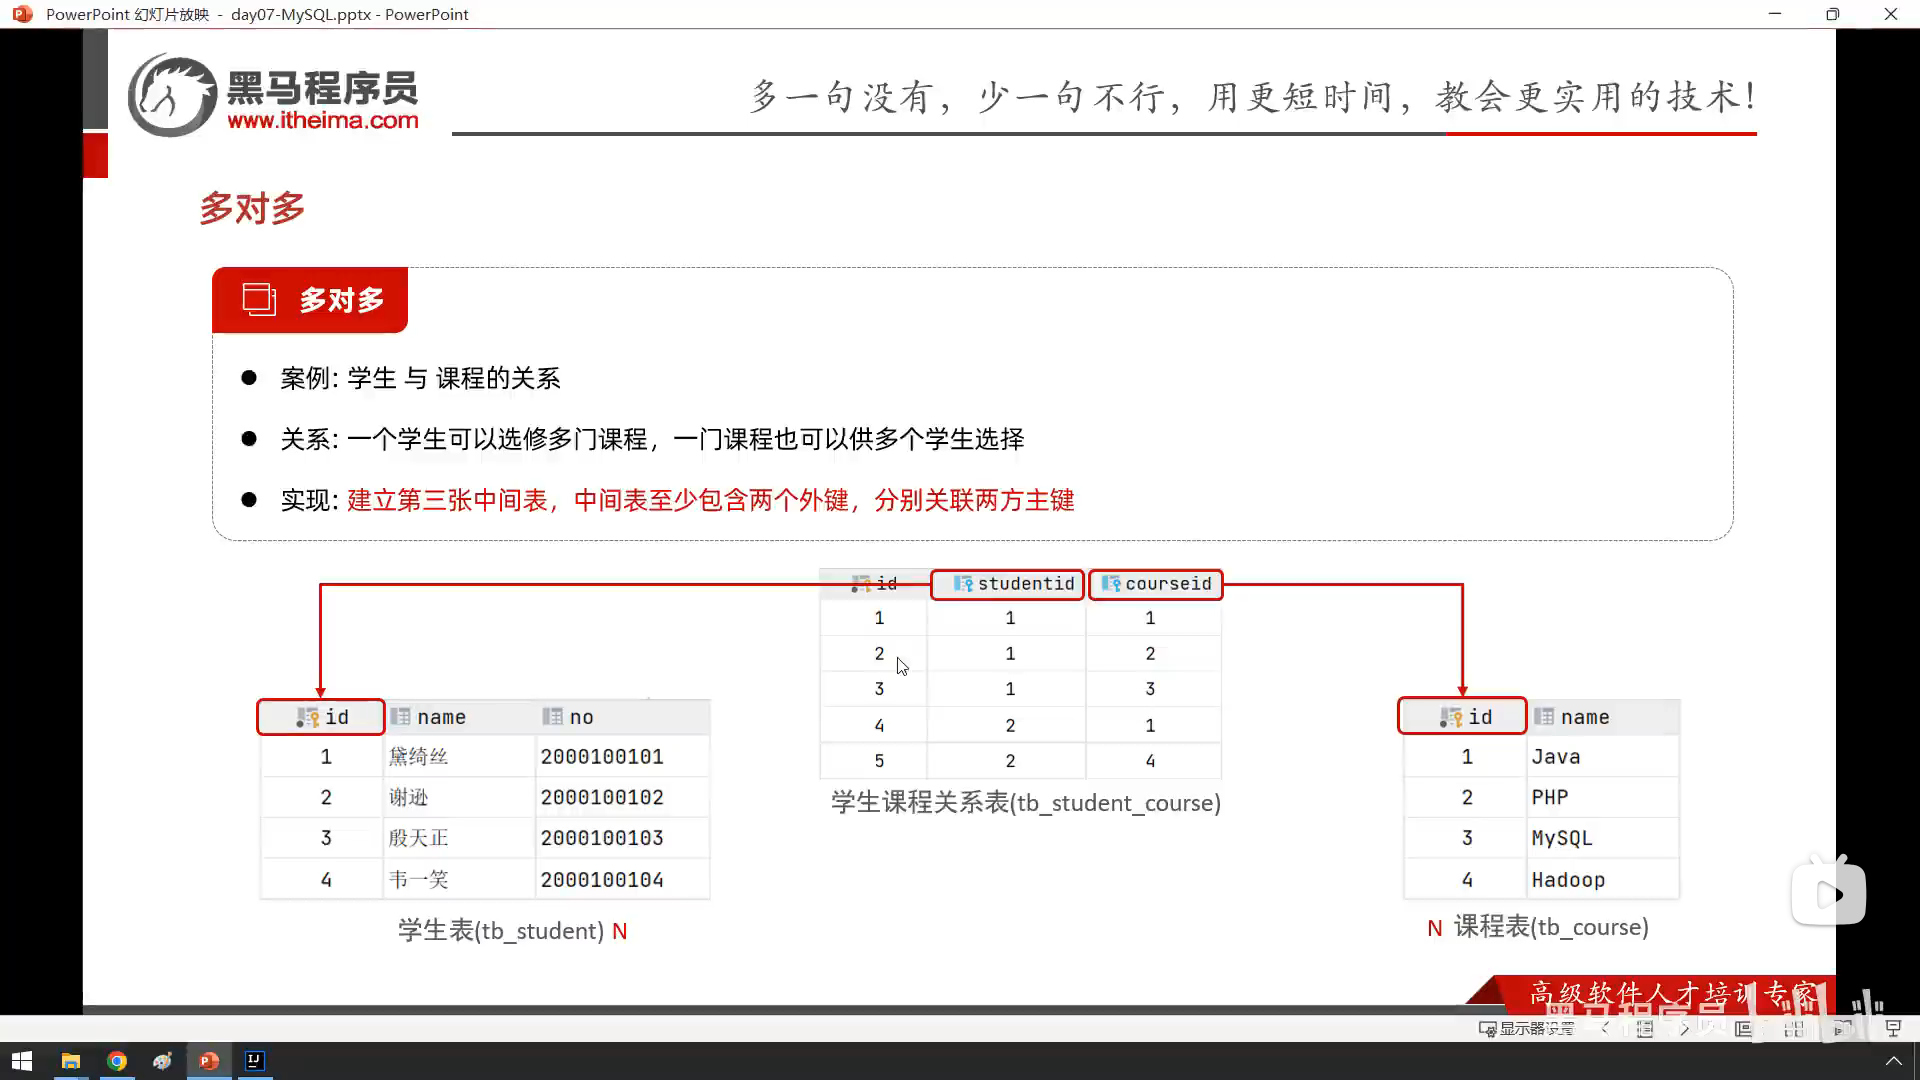 PowerPoint 幻灯片放映 - day07-MySQL.pptx - PowerPoint
黑马程序员
www.itheima.com
多一句没有，少一句不行，用更短时间，教会更实用的技术！
多对多
多对多
案例: 学生 与 课程的关系
关系: 一个学生可以选修多门课程，一门课程也可以供多个学生选择
实现: 建立第三张中间表，中间表至少包含两个外键，分别关联两方主键
id studentid courseid
1 1 1
2 1 2
3 1 3
4 2 1
5 2 4
学生课程关系表(tb_student_course)
id name no
1 黛绮丝 2000100101
2 谢逊 2000100102
3 殷天正 2000100103
4 韦一笑 2000100104
学生表(tb_student) N
id name
1 Java
2 PHP
3 MySQL
4 Hadoop
N 课程表(tb_course)
高级软件人才培训专家
黑马程序员
显示器设置